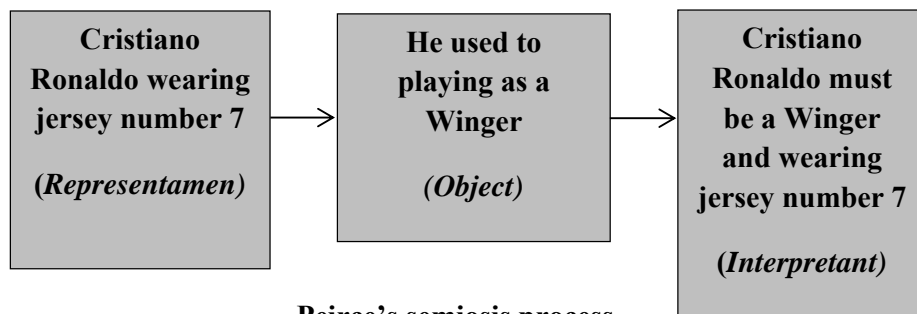 Cristiano
Ronaldo wearing
jersey number 7
(Representamen)
He used to
playing as a
Winger
(Object)
Cristiano
Ronaldo must
be a Winger
and wearing
jersey number 7
(Interpretant)
Peirce's semiosis process